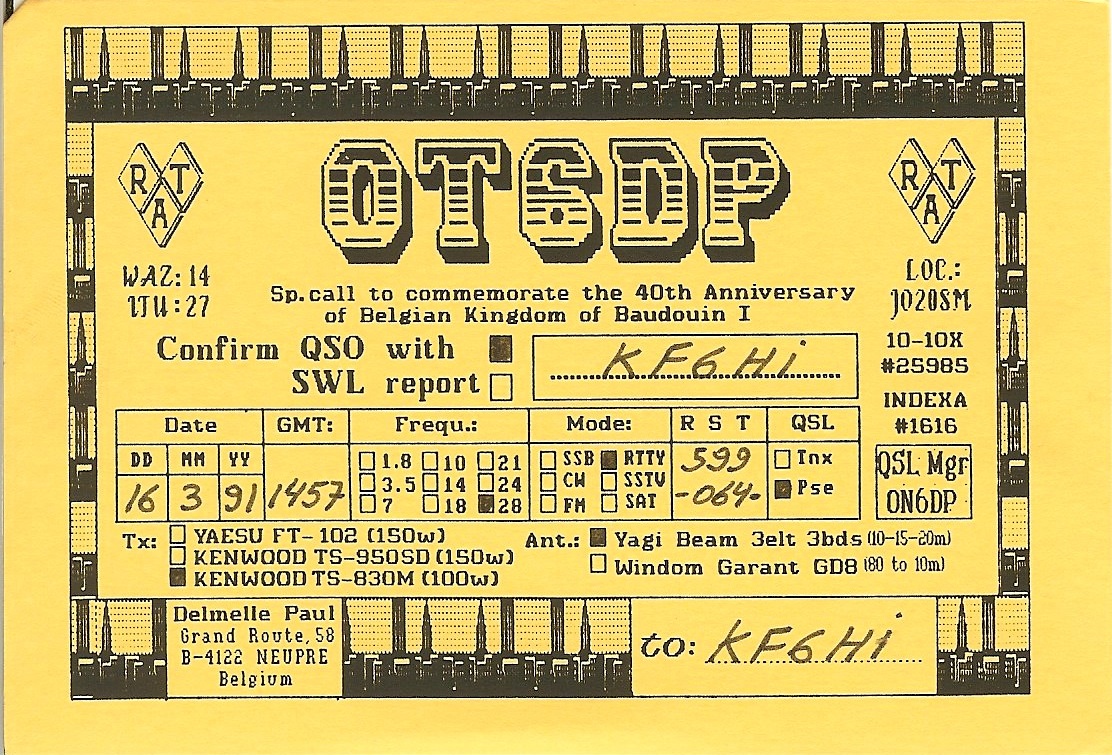 R T A
OT6DP
R T A
WAZ: 14
ITU: 27
LOC.:
JO20SM
Sp.call to commemorate the 40th Anniversary
of Belgian Kingdom of Baudouin I
Confirm QSO with
SWL report
KF6Hi
10-10X
#25985
INDEXA
#1616
Date GMT: Frequ.: Mode: R S T QSL
DD MM YY
16 3 91 1457
1.8 10 21
3.5 14 24
7 18 28
SSB RTTY
CW SSTV
FM SAT
599
-064-
Tnx
Pse
QSL Mgr
ON6DP
Tx: YAESU FT-102 (150w)
KENWOOD TS-950SD (150w)
KENWOOD TS-830M (100w)
Ant.: Yagi Beam 3elt 3bds (10-15-20m)
Windom Garant GD8 (80 to 10m)
Delmelle Paul
Grand Route, 58
B-4122 NEUPRE
Belgium
to: KF6Hi